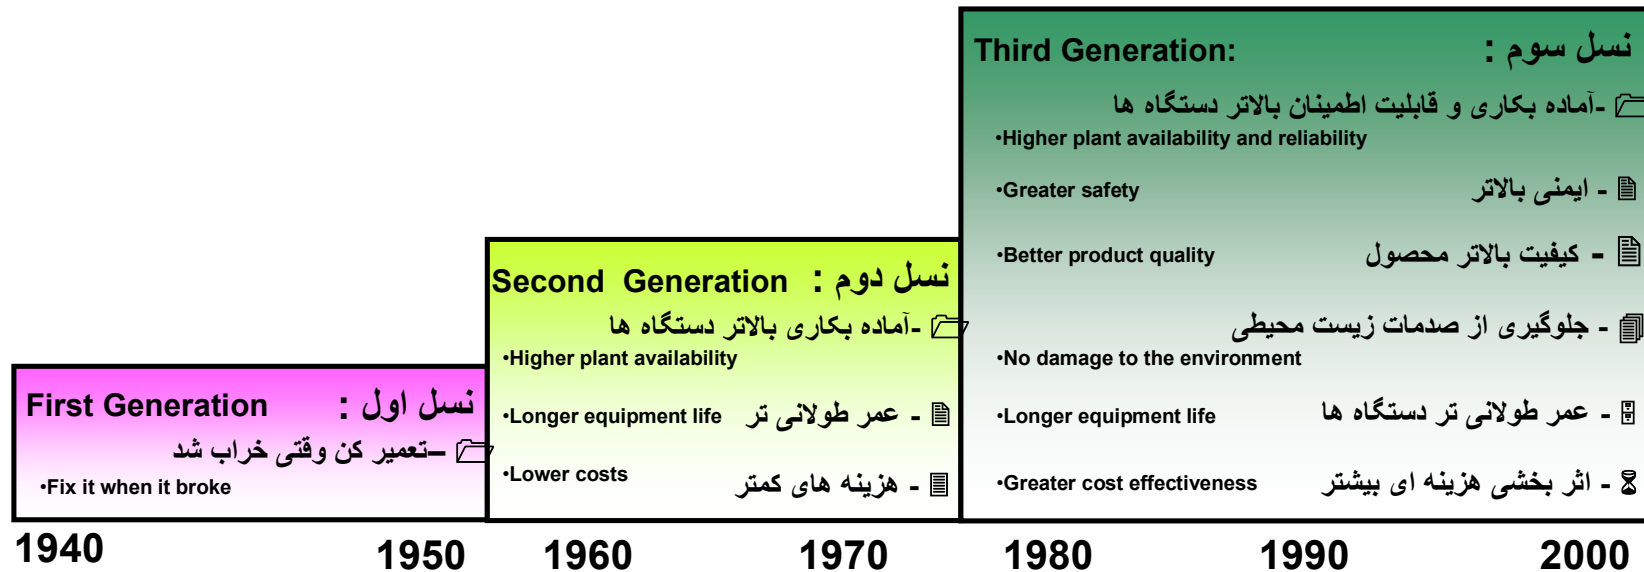 Third Generation: نسل سوم :
-آماده بکاری و قابلیت اطمینان بالاتر دستگاه ها
•Higher plant availability and reliability
•Greater safety - ایمنی بالاتر
•Better product quality - کیفیت بالاتر محصول
- جلوگیری از صدمات زیست محیطی
•No damage to the environment
•Longer equipment life - عمر طولانی تر دستگاه ها
•Greater cost effectiveness - اثر بخشی هزینه ای بیشتر
Second Generation نسل دوم :
-آماده بکاری بالاتر دستگاه ها
•Higher plant availability
•Longer equipment life - عمر طولانی تر
•Lower costs - هزینه های کمتر
First Generation نسل اول :
–تعمیر کن وقتی خراب شد
•Fix it when it broke
1940 1950 1960 1970 1980 1990 2000